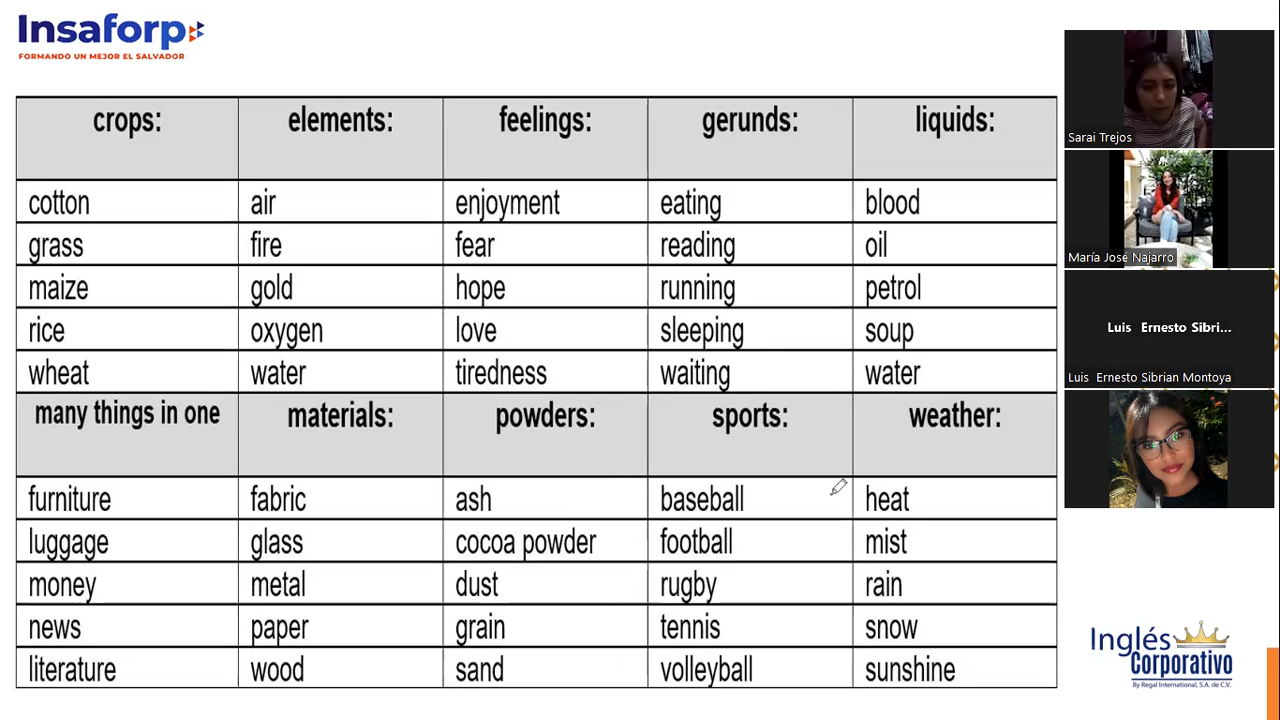 Insaforp
FORMANDO UN MEJOR EL SALVADOR
crops: elements: feelings: gerunds: liquids:
cotton air enjoyment eating blood
grass fire fear reading oil
maize gold hope running petrol
rice oxygen love sleeping soup
wheat water tiredness waiting water
many things in one materials: powders: sports: weather:
furniture fabric ash baseball heat
luggage glass cocoa powder football mist
money metal dust rugby rain
news paper grain tennis snow
literature wood sand volleyball sunshine
Sarai Trejos
María José Najarro
Luis Ernesto Sibri...
Luis Ernesto Sibrian Montoya
Inglés
Corporativo
By Regal International, S.A. de C.V.